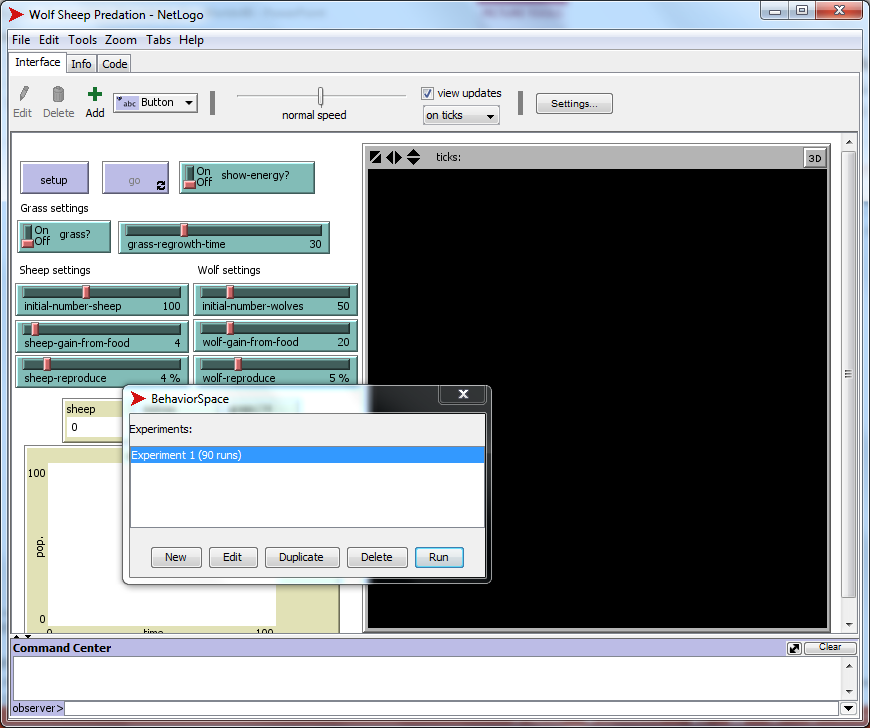 Wolf Sheep Predation - NetLogo
File Edit Tools Zoom Tabs Help
Interface Info Code
Edit Delete Add abc Button
normal speed
view updates
on ticks
Settings...
setup go On Off show-energy?
ticks: 3D
Grass settings
On Off grass? grass-regrowth-time 30
Sheep settings Wolf settings
initial-number-sheep 100 initial-number-wolves 50
sheep-gain-from-food 4 wolf-gain-from-food 20
sheep-reproduce 4 % wolf-reproduce 5 %
sheep
0
100
pop.
0
0 time 100
BehaviorSpace
Experiments:
Experiment 1 (90 runs)
New Edit Duplicate Delete Run
Command Center Clear
observer>